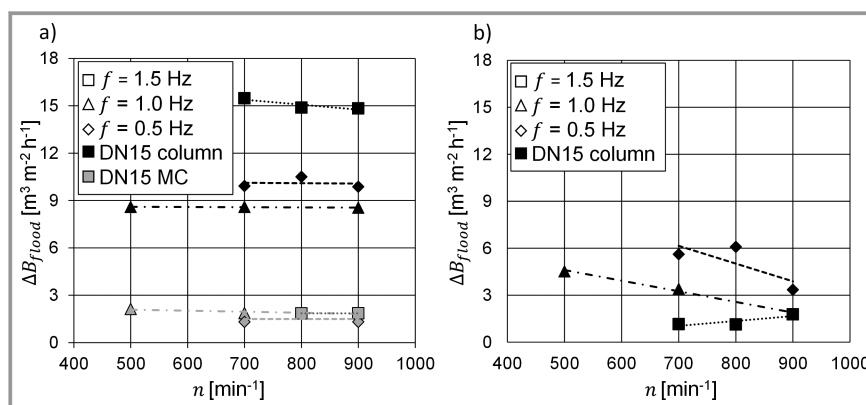 a)
18
15
12
9
6
3
0
ΔB_flood [m³ m⁻² h⁻¹]
f = 1.5 Hz
f = 1.0 Hz
f = 0.5 Hz
DN15 column
DN15 MC
400 500 600 700 800 900 1000
n [min⁻¹]
b)
18
15
12
9
6
3
0
ΔB_flood [m³ m⁻² h⁻¹]
f = 1.5 Hz
f = 1.0 Hz
f = 0.5 Hz
DN15 column
400 500 600 700 800 900 1000
n [min⁻¹]